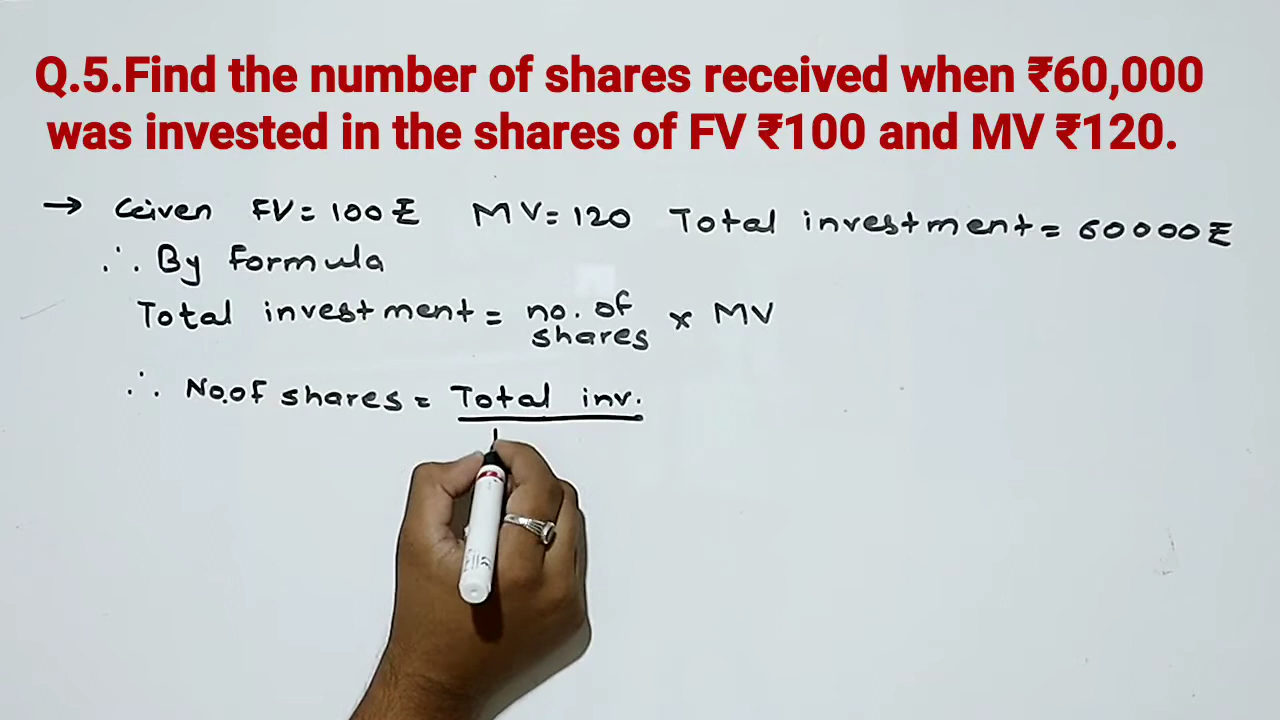 Q.5.Find the number of shares received when ₹60,000
was invested in the shares of FV ₹100 and MV ₹120.
→ Given FV = 100 ₹ MV = 120 Total investment = 60000 ₹
∴ By formula
Total investment = no. of shares × MV
∴ No.of shares = Total inv.